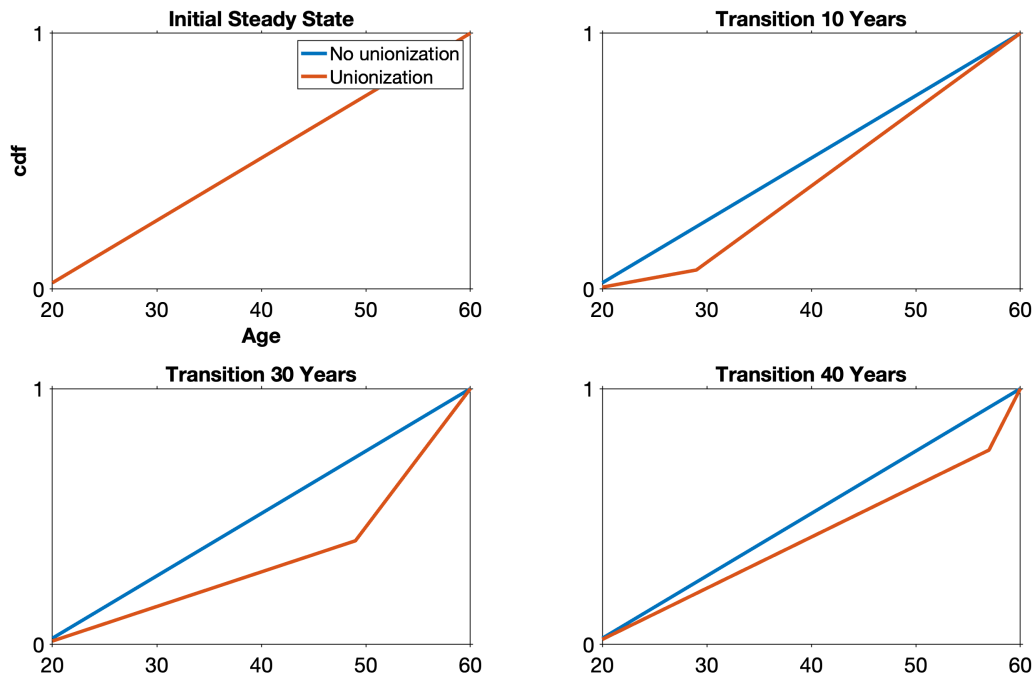 Initial Steady State
1
No unionization
Unionization
cdf
0
20 30 40 50 60
Age
Transition 10 Years
1
0
20 30 40 50 60
Transition 30 Years
1
0
20 30 40 50 60
Transition 40 Years
1
0
20 30 40 50 60